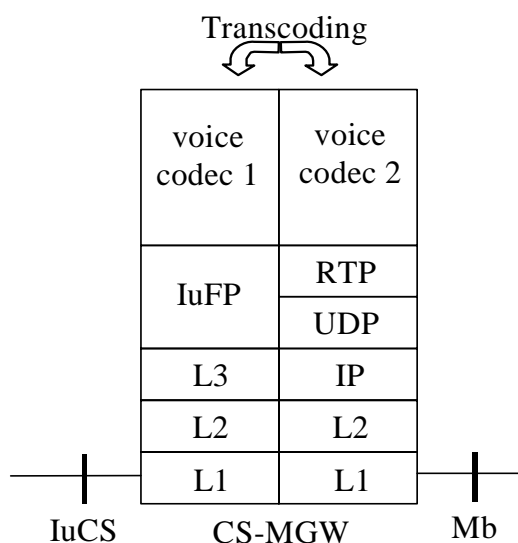 Transcoding
voice
codec 1
voice
codec 2
IuFP
RTP
UDP
L3
IP
L2
L2
L1
L1
IuCS
CS-MGW
Mb